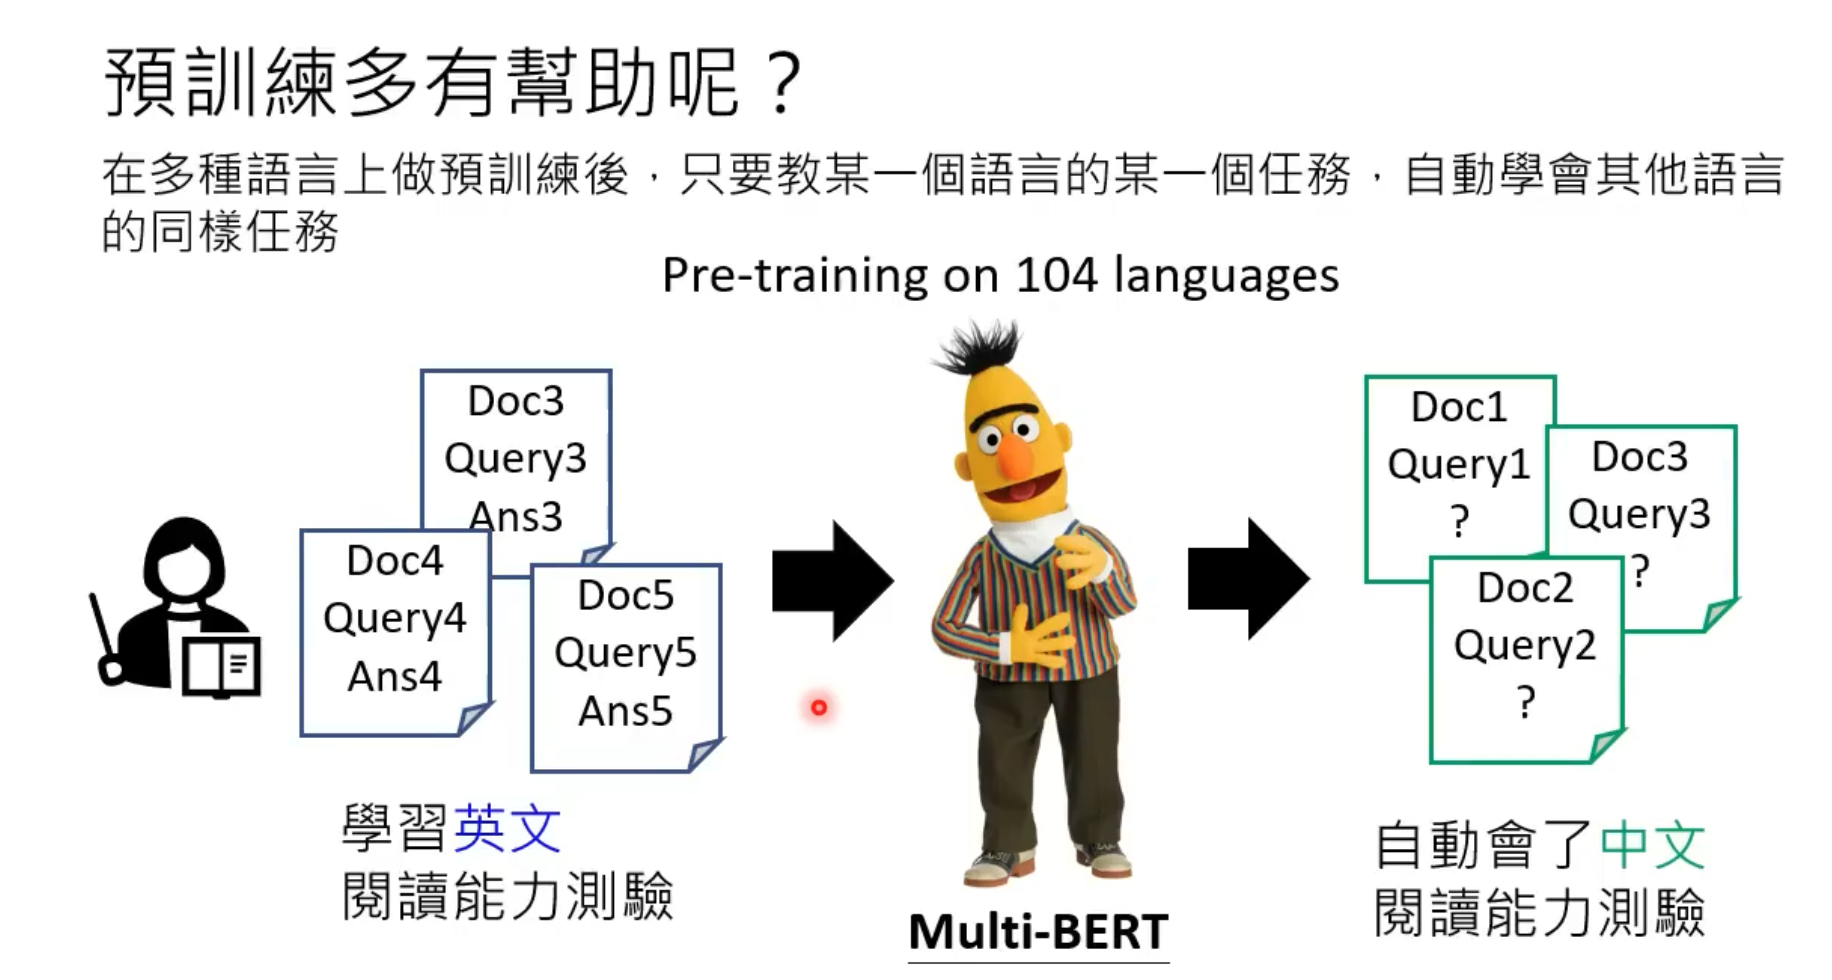 預訓練多有幫助呢？
在多種語言上做預訓練後，只要教某一個語言的某一個任務，自動學會其他語言
的同樣任務
Pre-training on 104 languages
Doc3
Query3
Ans3
Doc4
Query4
Ans4
Doc5
Query5
Ans5
學習英文
閱讀能力測驗
Multi-BERT
Doc1
Query1
?
Doc3
Query3
?
Doc2
Query2
?
自動會了中文
閱讀能力測驗